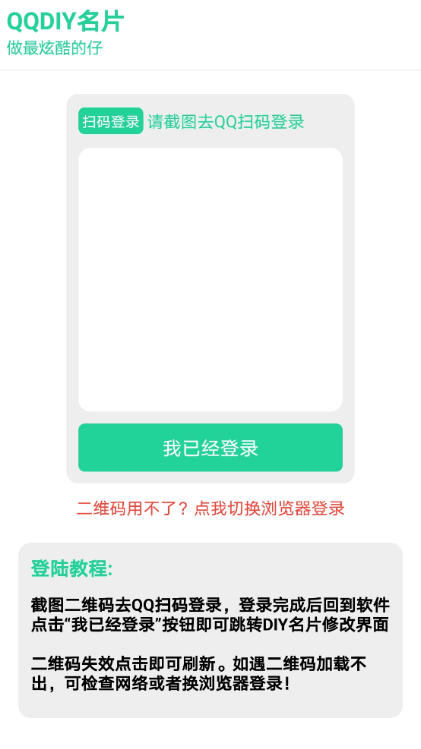 QQDIY名片
做最炫酷的仔
扫码登录 请截图去QQ扫码登录
我已经登录
二维码用不了？点我切换浏览器登录
登陆教程:
截图二维码去QQ扫码登录，登录完成后回到软件
点击“我已经登录”按钮即可跳转DIY名片修改界面
二维码失效点击即可刷新。如遇二维码加载不
出，可检查网络或者换浏览器登录！